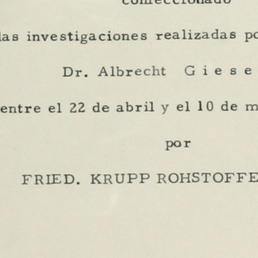 confeccionado
las investigaciones realizadas po
Dr. Albrecht Giese
entre el 22 de abril y el 10 de m
por
FRIED. KRUPP ROHSTOFFE